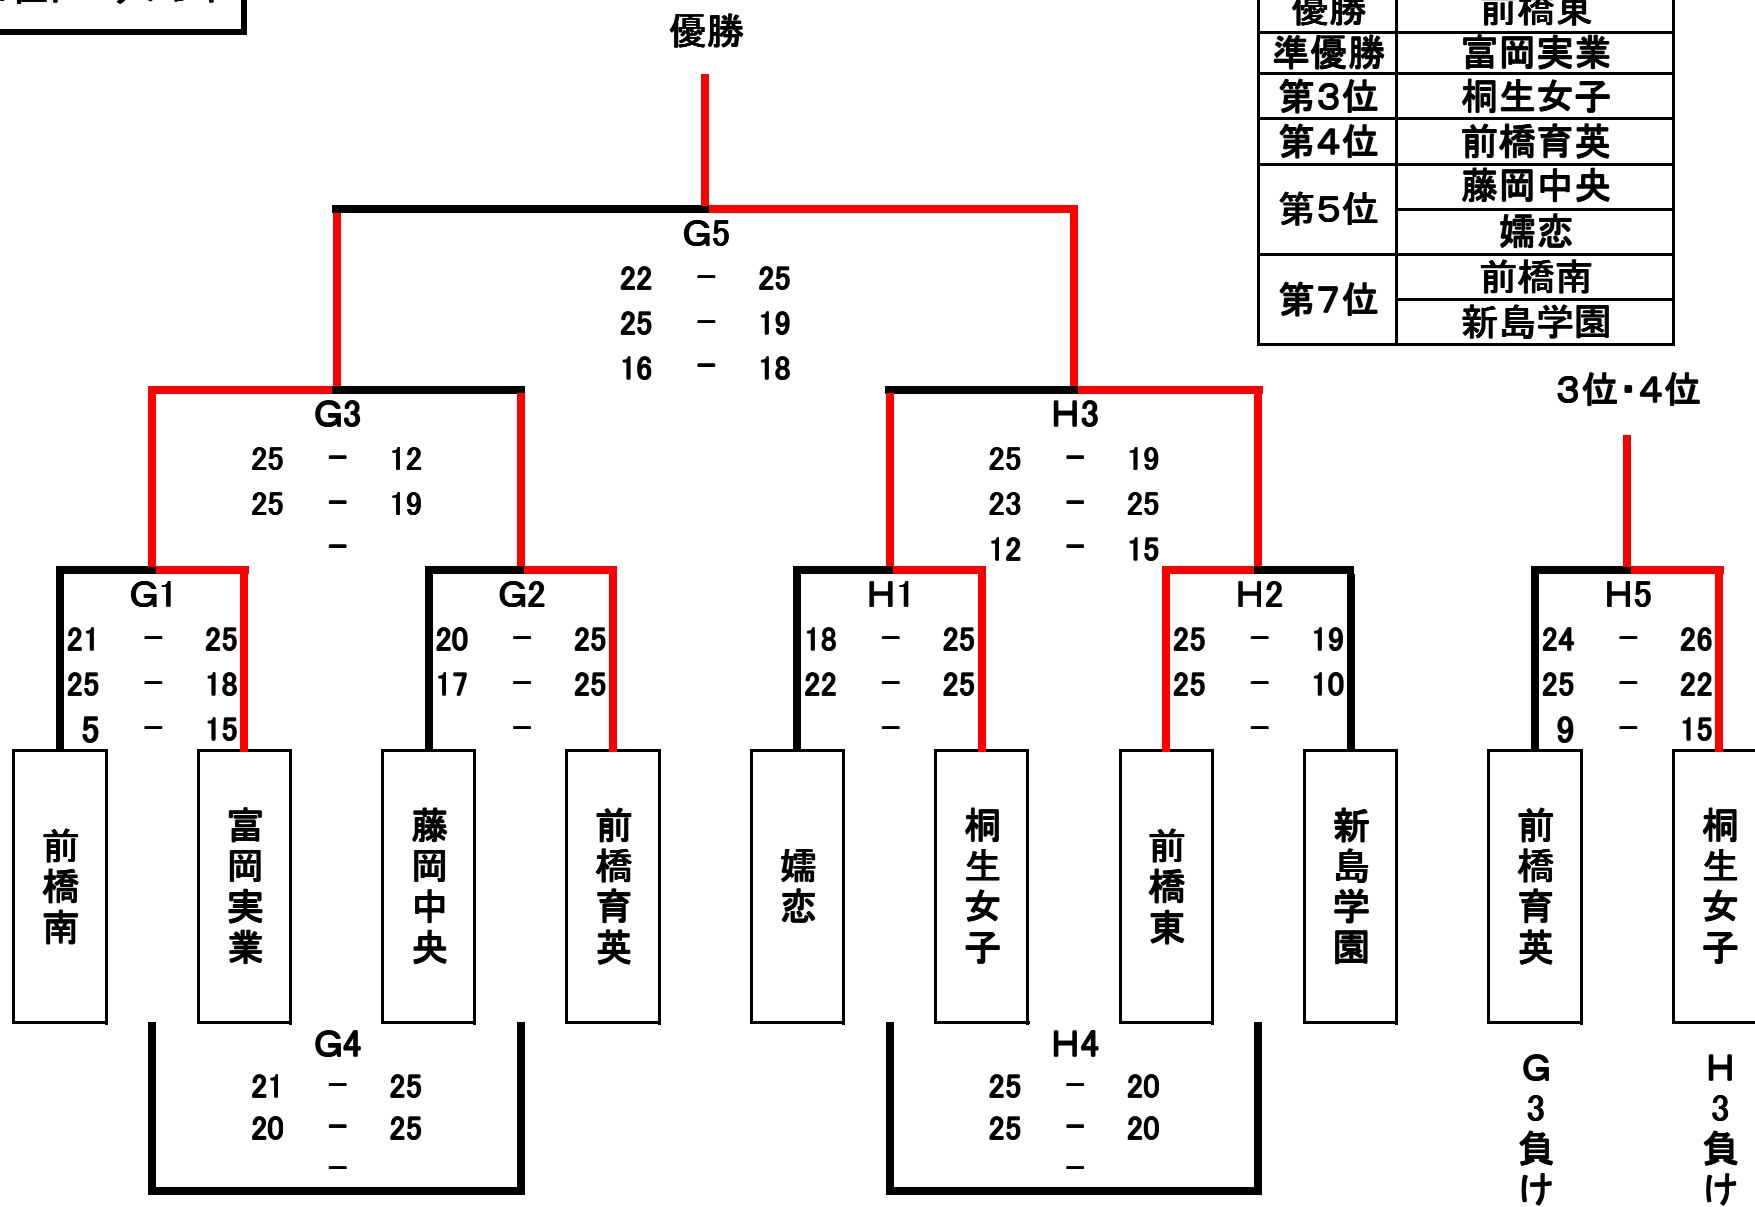 優勝
優勝 前橋東
準優勝 富岡実業
第3位 桐生女子
第4位 前橋育英
第5位 藤岡中央
嬬恋
第7位 前橋南
新島学園
G5
22 － 25
25 － 19
16 － 18
3位・4位
G3
25 － 12
25 － 19
－
H3
25 － 19
23 － 25
12 － 15
G1
21 － 25
25 － 18
5 － 15
G2
20 － 25
17 － 25
－
H1
18 － 25
22 － 25
－
H2
25 － 19
25 － 10
－
H5
24 － 26
25 － 22
9 － 15
前橋南
富岡実業
藤岡中央
前橋育英
嬬恋
桐生女子
前橋東
新島学園
前橋育英
桐生女子
G4
21 － 25
20 － 25
－
H4
25 － 20
25 － 20
－
G3負け
H3負け